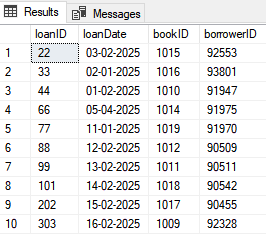 Results Messages
loanID loanDate bookID borrowerID
1 22 03-02-2025 1015 92553
2 33 02-01-2025 1016 93801
3 44 01-02-2025 1010 91947
4 66 05-04-2025 1014 91975
5 77 11-01-2025 1019 91970
6 88 12-02-2025 1012 90509
7 99 13-02-2025 1011 90511
8 101 14-02-2025 1018 90542
9 202 15-02-2025 1017 90455
10 303 16-02-2025 1009 92328